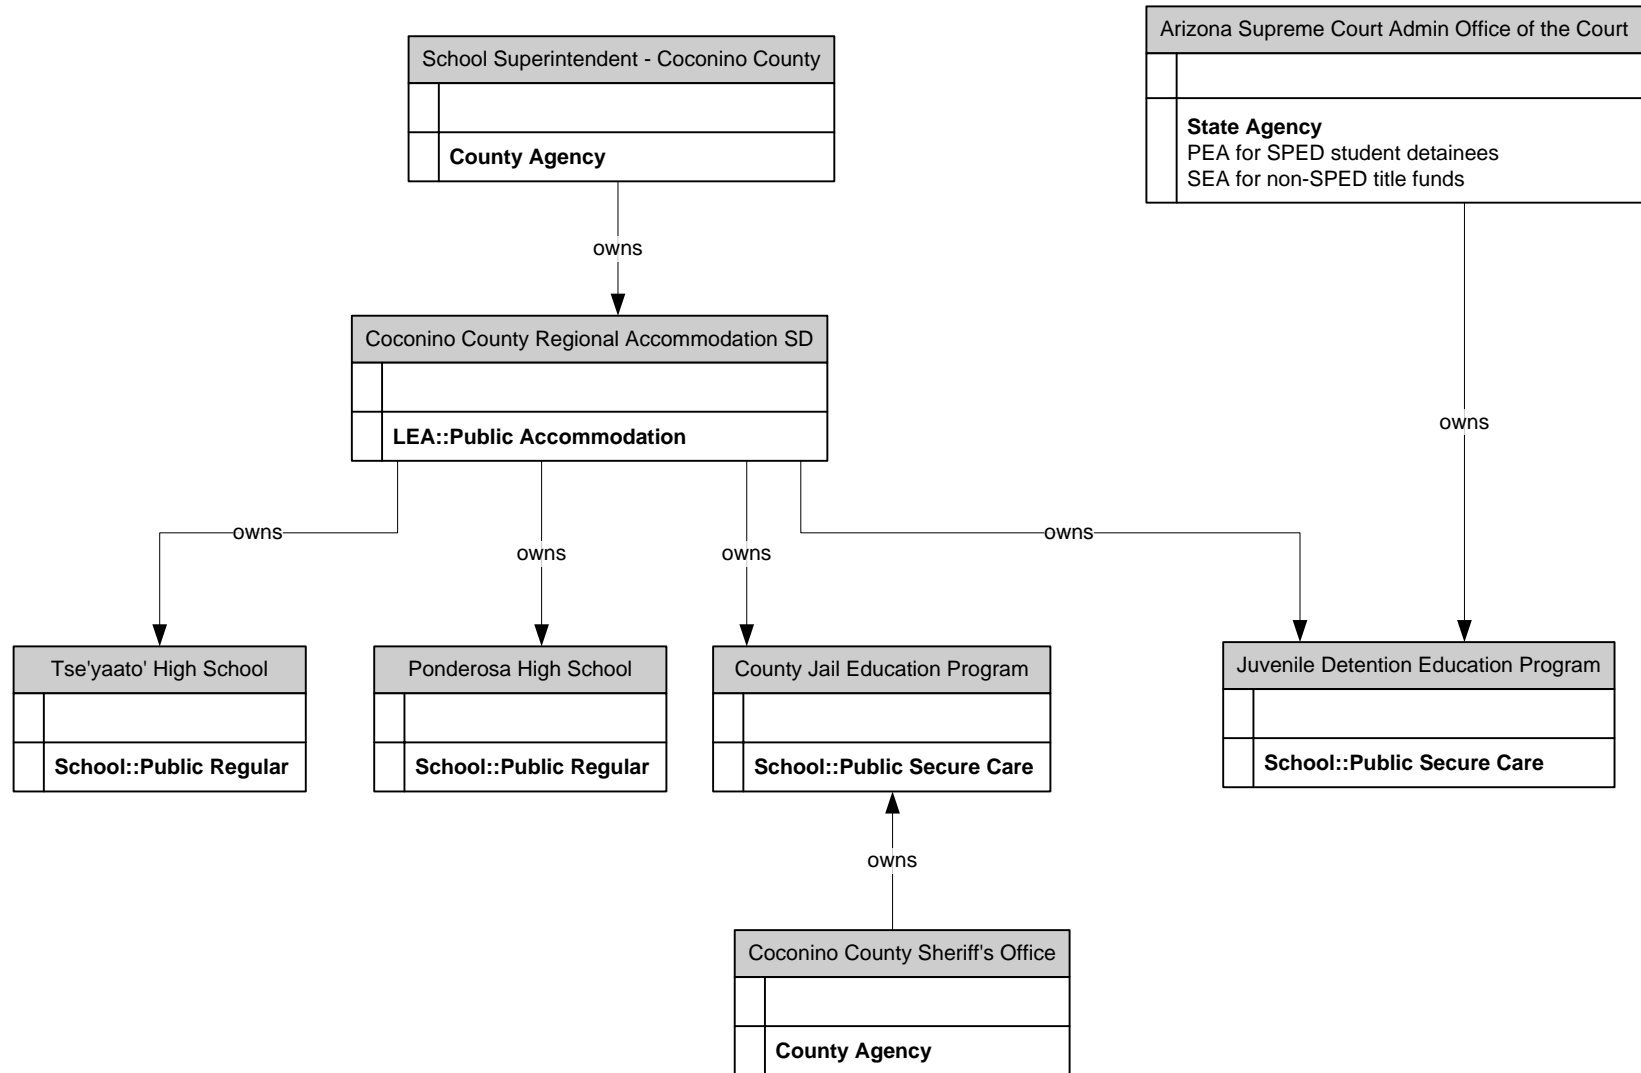 Arizona Supreme Court Admin Office of the Court
State Agency
PEA for SPED student detainees
SEA for non-SPED title funds
School Superintendent - Coconino County
County Agency
owns
Coconino County Regional Accommodation SD
LEA::Public Accommodation
owns
owns
owns
owns
owns
Tse'yaato' High School
School::Public Regular
Ponderosa High School
School::Public Regular
County Jail Education Program
School::Public Secure Care
Juvenile Detention Education Program
School::Public Secure Care
owns
Coconino County Sheriff's Office
County Agency